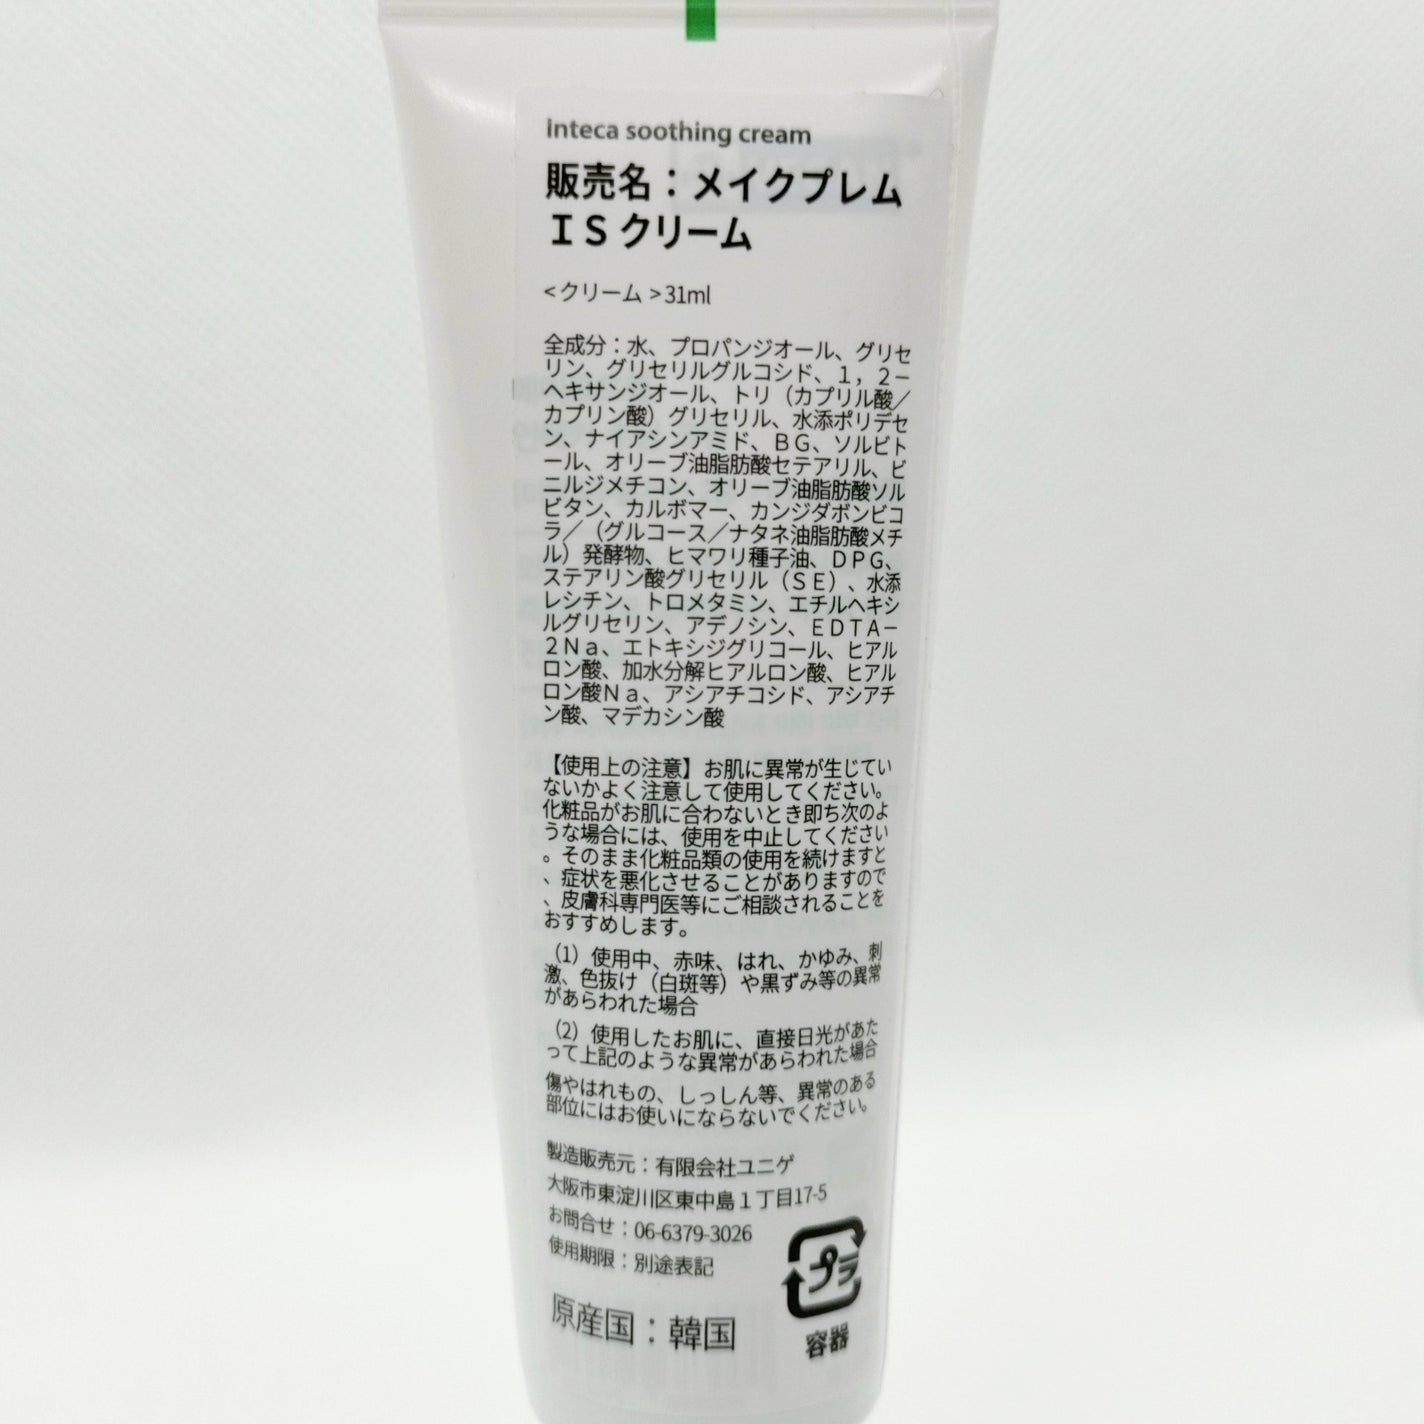 inteca soothing cream
販売名：メイクプレム
ＩＳクリーム
<クリーム>31ml
全成分：水、プロパンジオール、グリセ
リン、グリセリルグルコシド、１，２－
ヘキサンジオール、トリ（カプリル酸／
カプリン酸）グリセリル、水添ポリデセ
ン、ナイアシンアミド、ＢＧ、ソルビト
ール、オリーブ油脂肪酸セテアリル、ビ
ニルジメチコン、オリーブ油脂肪酸ソル
ビタン、カルボマー、カンジダボンビコ
ラ／（グルコース／ナタネ油脂肪酸メチ
ル）発酵物、ヒマワリ種子油、ＤＰＧ、
ステアリン酸グリセリル（ＳＥ）、水添
レシチン、トロメタミン、エチルヘキシ
ルグリセリン、アデノシン、ＥＤＴＡ－
２Ｎａ、エトキシジグリコール、ヒアル
ロン酸、加水分解ヒアルロン酸、ヒアル
ロン酸Ｎａ、アシアチコシド、アシアチ
ン酸、マデカシン酸
【使用上の注意】お肌に異常が生じてい
ないかよく注意して使用してください。
化粧品がお肌に合わないとき即ち次のよ
うな場合には、使用を中止してください
。そのまま化粧品類の使用を続けますと
、症状を悪化させることがありますので
、皮膚科専門医等にご相談されることを
おすすめします。
（1）使用中、赤味、はれ、かゆみ、刺
激、色抜け（白斑等）や黒ずみ等の異常
があらわれた場合
（2）使用したお肌に、直接日光があた
って上記のような異常があらわれた場合
傷やはれもの、しっしん等、異常のある
部位にはお使いにならないでください。
製造販売元：有限会社ユニゲ
大阪市東淀川区東中島１丁目17-5
お問合せ：06-6379-3026
使用期限：別途表記
プラ
容器
原産国：韓国